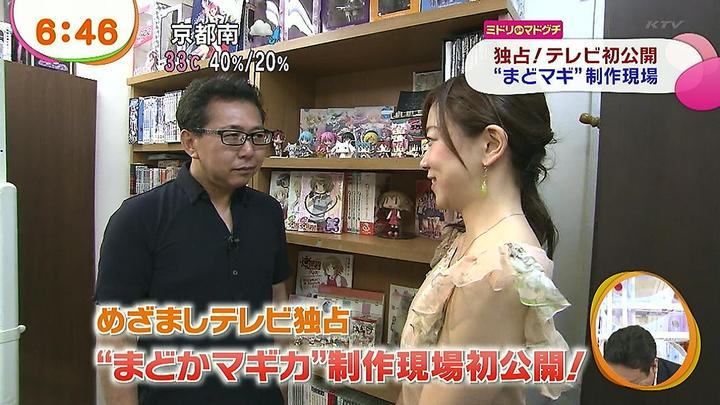 6:46
京都南
33℃ 40%/20%
ミドリのマドグチ
KTV
独占!テレビ初公開
“まどマギ”制作現場
めざましテレビ独占
“まどかマギカ”制作現場初公開!